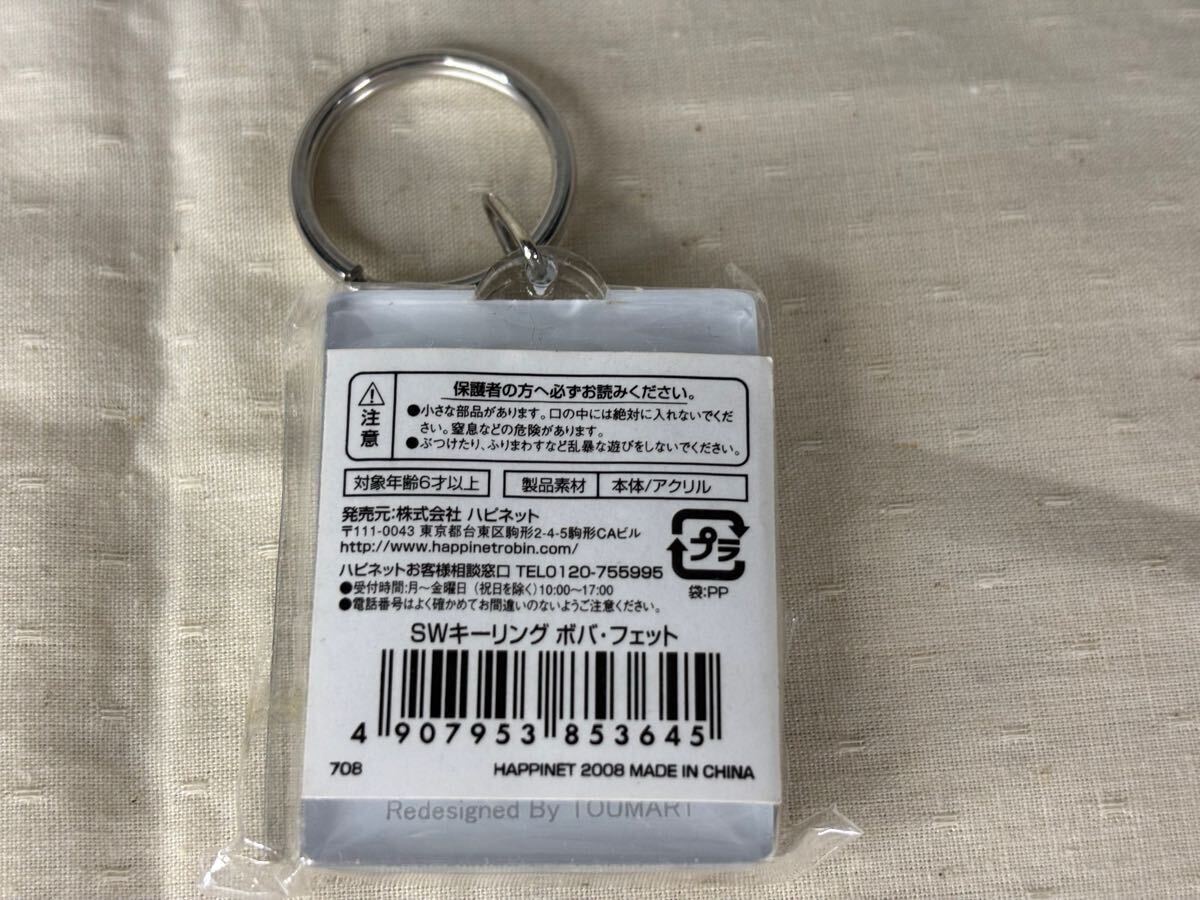 注意
保護者の方へ必ずお読みください。
●小さな部品があります。口の中には絶対に入れないでくだ
さい。窒息などの危険があります。
●ぶつけたり、ふりまわすなど乱暴な遊びをしないでください。
対象年齢6才以上
製品素材 本体/アクリル
発売元:株式会社 ハピネット
〒111-0043 東京都台東区駒形2-4-5駒形CAビル
http://www.happinetrobin.com/
ハピネットお客様相談窓口 TEL0120-755995
●受付時間:月〜金曜日(祝日を除く)10:00〜17:00
●電話番号はよく確かめてお間違いのないようご注意ください。
プラ
袋:PP
SWキーリング ボバ・フェット
4 907953 853645
708 HAPPINET 2008 MADE IN CHINA
Redesigned By TOUMART